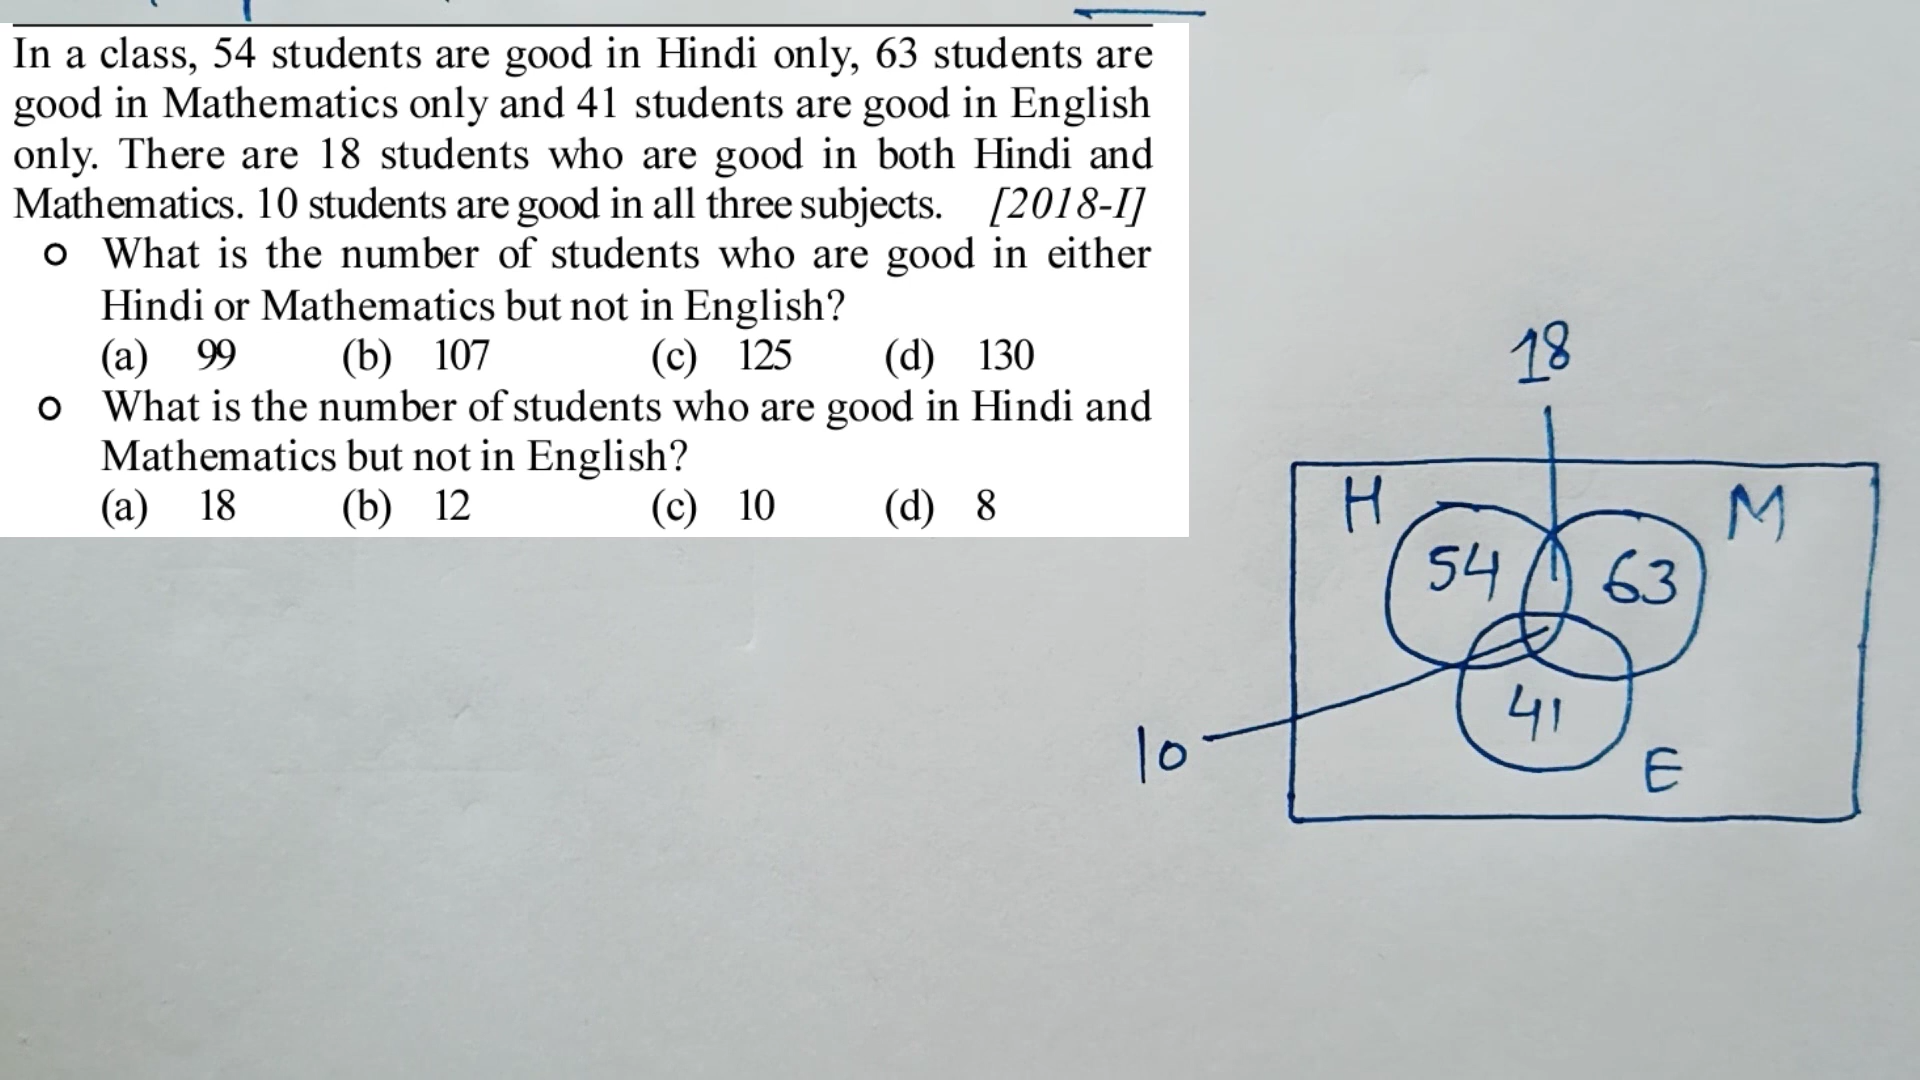 In a class, 54 students are good in Hindi only, 63 students are
good in Mathematics only and 41 students are good in English
only. There are 18 students who are good in both Hindi and
Mathematics. 10 students are good in all three subjects. [2018-I]
What is the number of students who are good in either
Hindi or Mathematics but not in English?
(a) 99 (b) 107 (c) 125 (d) 130
What is the number of students who are good in Hindi and
Mathematics but not in English?
(a) 18 (b) 12 (c) 10 (d) 8
18
H M
54 63
41
10
E